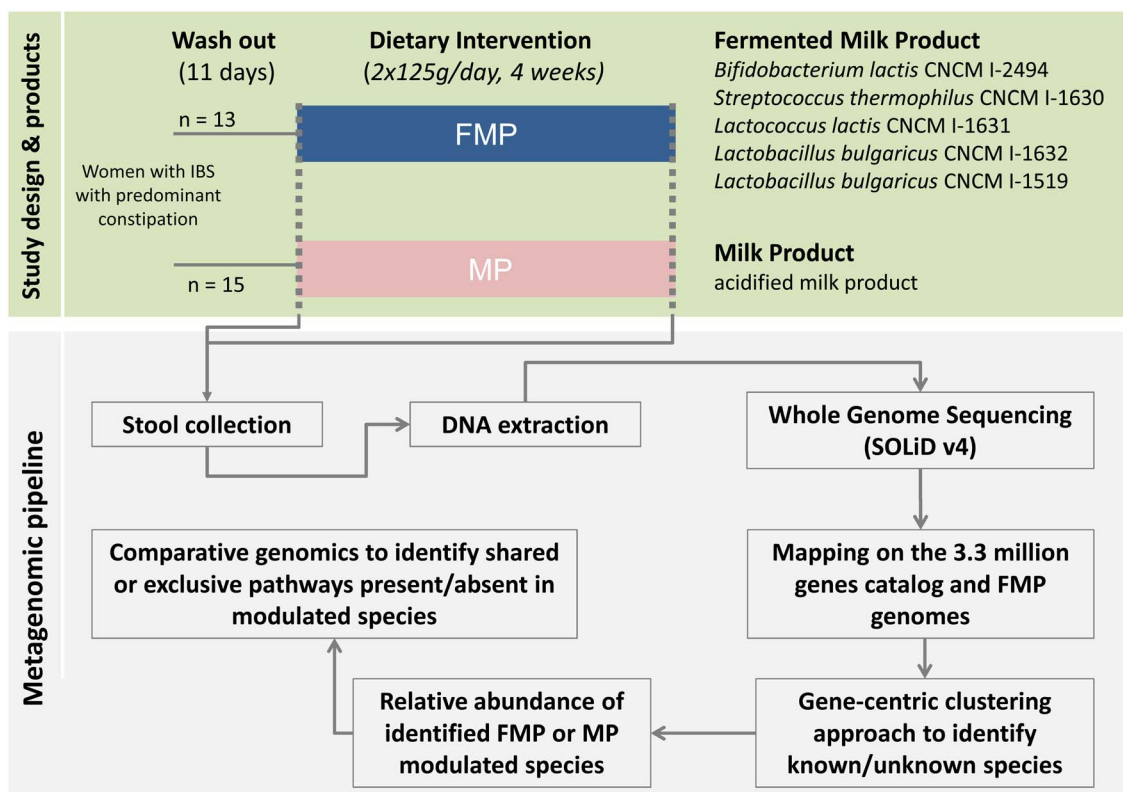 Study design & products
Wash out
(11 days)
Dietary Intervention
(2x125g/day, 4 weeks)
n = 13
FMP
Women with IBS
with predominant
constipation
MP
n = 15
Fermented Milk Product
Bifidobacterium lactis CNCM I-2494
Streptococcus thermophilus CNCM I-1630
Lactococcus lactis CNCM I-1631
Lactobacillus bulgaricus CNCM I-1632
Lactobacillus bulgaricus CNCM I-1519
Milk Product
acidified milk product
Metagenomic pipeline
Stool collection
DNA extraction
Whole Genome Sequencing
(SOLiD v4)
Mapping on the 3.3 million
genes catalog and FMP
genomes
Gene-centric clustering
approach to identify
known/unknown species
Relative abundance of
identified FMP or MP
modulated species
Comparative genomics to identify shared
or exclusive pathways present/absent in
modulated species